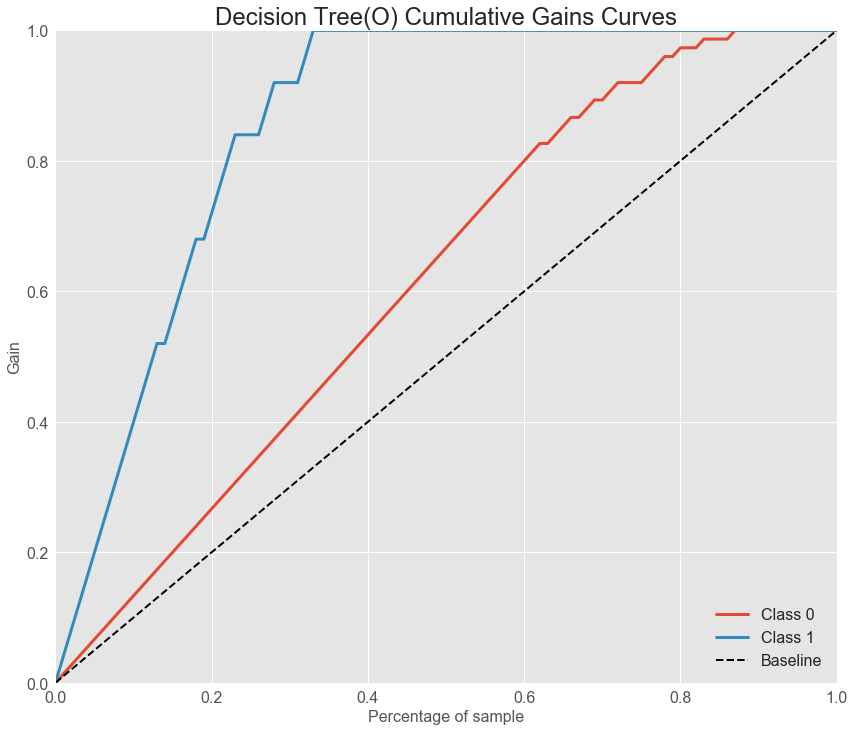 Decision Tree(O) Cumulative Gains Curves
1.0
0.8
0.6
Gain
0.4
0.2
0.0
Class 0
Class 1
Baseline
0.0 0.2 0.4 0.6 0.8 1.0
Percentage of sample